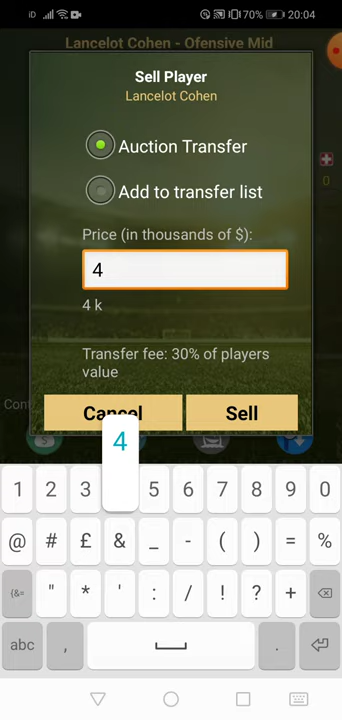 iD 70% 20:04
Lancelot Cohen - Ofensive Mid
Sell Player
Lancelot Cohen
Auction Transfer
Add to transfer list
0
Price (in thousands of $):
4
4 k
Transfer fee: 30% of players
value
Cancel Sell
4
1 2 3 5 6 7 8 9 0
@ # £ & _ - ( ) = %
{&= " * ' : / ! ? +
abc , .